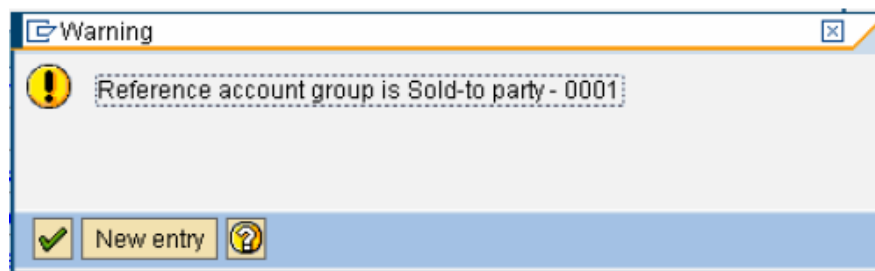 Warning
Reference account group is Sold-to party - 0001
New entry